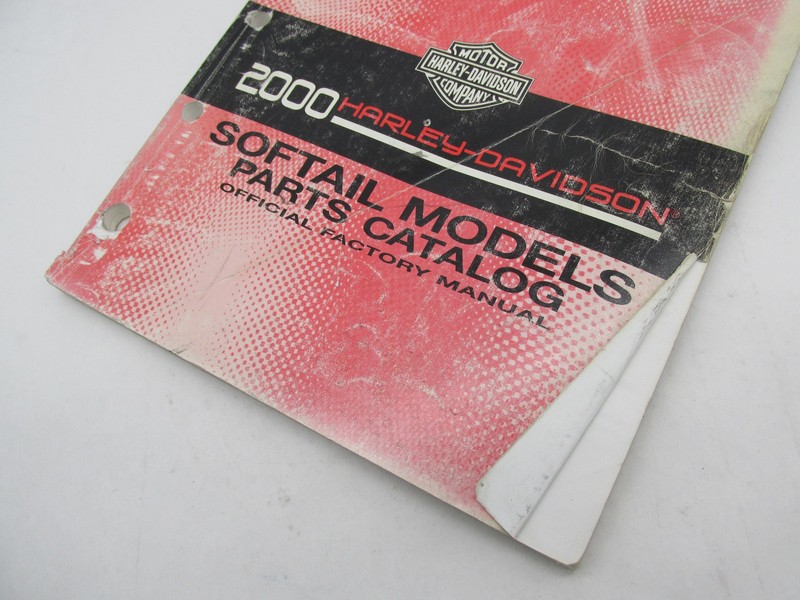 MOTOR
HARLEY-DAVIDSON
COMPANY
2000 HARLEY-DAVIDSON®
SOFTAIL MODELS
PARTS CATALOG
OFFICIAL FACTORY MANUAL